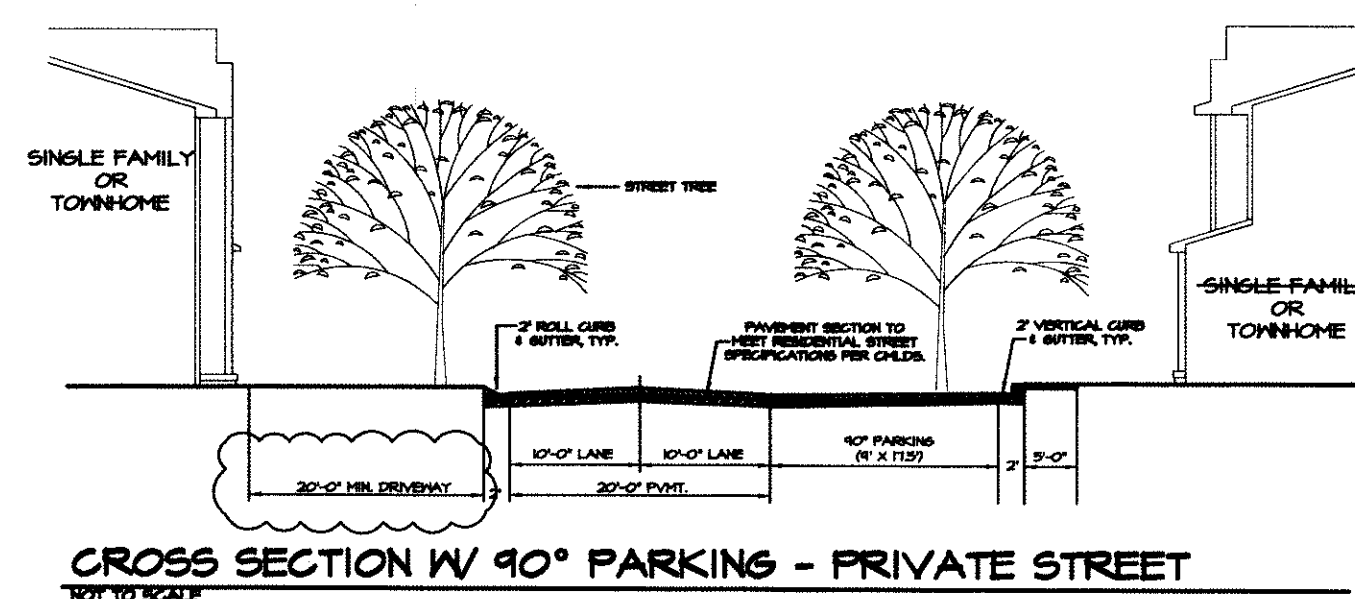 SINGLE FAMILY
OR
TOWNHOME
STREET TREE
SINGLE FAMIL
OR
TOWNHOME
2' ROLL CURB
& GUTTER, TYP.
PAVEMENT SECTION TO
MEET RESIDENTIAL STREET
SPECIFICATIONS PER CHLDS.
2' VERTICAL CURB
& GUTTER, TYP.
10'-0" LANE
10'-0" LANE
90° PARKING
(9' X 17.5')
2'
5'-0"
20'-0" MIN. DRIVEWAY
2'
20'-0" PVMT.
CROSS SECTION W/ 90° PARKING - PRIVATE STREET
NOT TO SCALE